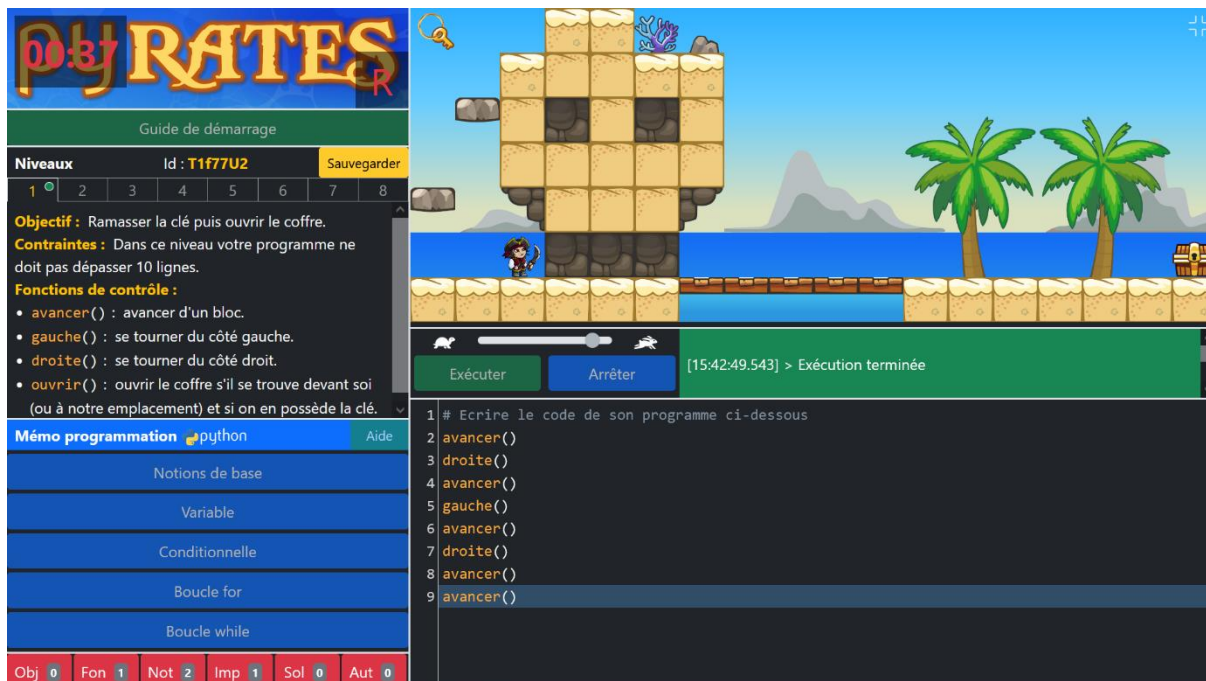 pyRATES
00:37
R
Guide de démarrage
Niveaux Id : T1f77U2 Sauvegarder
1 2 3 4 5 6 7 8
Objectif : Ramasser la clé puis ouvrir le coffre.
Contraintes : Dans ce niveau votre programme ne
doit pas dépasser 10 lignes.
Fonctions de contrôle :
• avancer() : avancer d'un bloc.
• gauche() : se tourner du côté gauche.
• droite() : se tourner du côté droit.
• ouvrir() : ouvrir le coffre s'il se trouve devant soi
(ou à notre emplacement) et si on en possède la clé.
Mémo programmation python Aide
Notions de base
Variable
Conditionnelle
Boucle for
Boucle while
Obj 0 Fon 1 Not 2 Imp 1 Sol 0 Aut 0
Exécuter Arrêter
[15:42:49.543] > Exécution terminée
1 # Ecrire le code de son programme ci-dessous
2 avancer()
3 droite()
4 avancer()
5 gauche()
6 avancer()
7 droite()
8 avancer()
9 avancer()